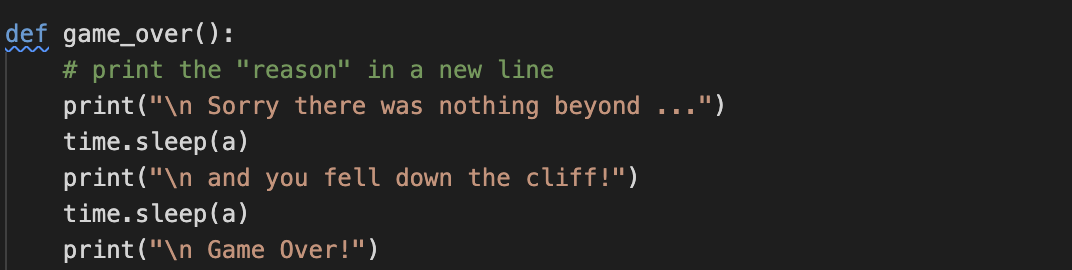 def game_over():
    # print the "reason" in a new line
    print("\n Sorry there was nothing beyond ...")
    time.sleep(a)
    print("\n and you fell down the cliff!")
    time.sleep(a)
    print("\n Game Over!")